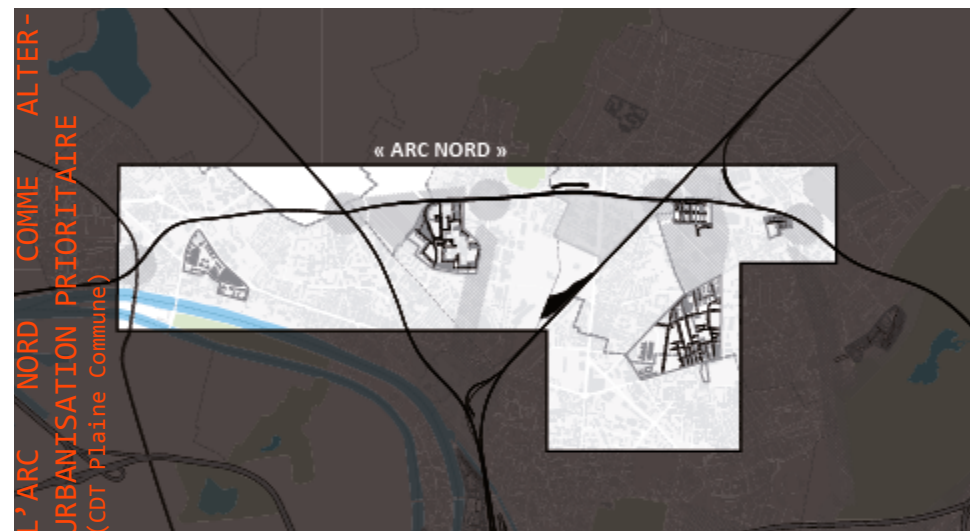 L'ARC NORD COMME ALTER-
URBANISATION PRIORITAIRE
(CDT Plaine Commune)
« ARC NORD »